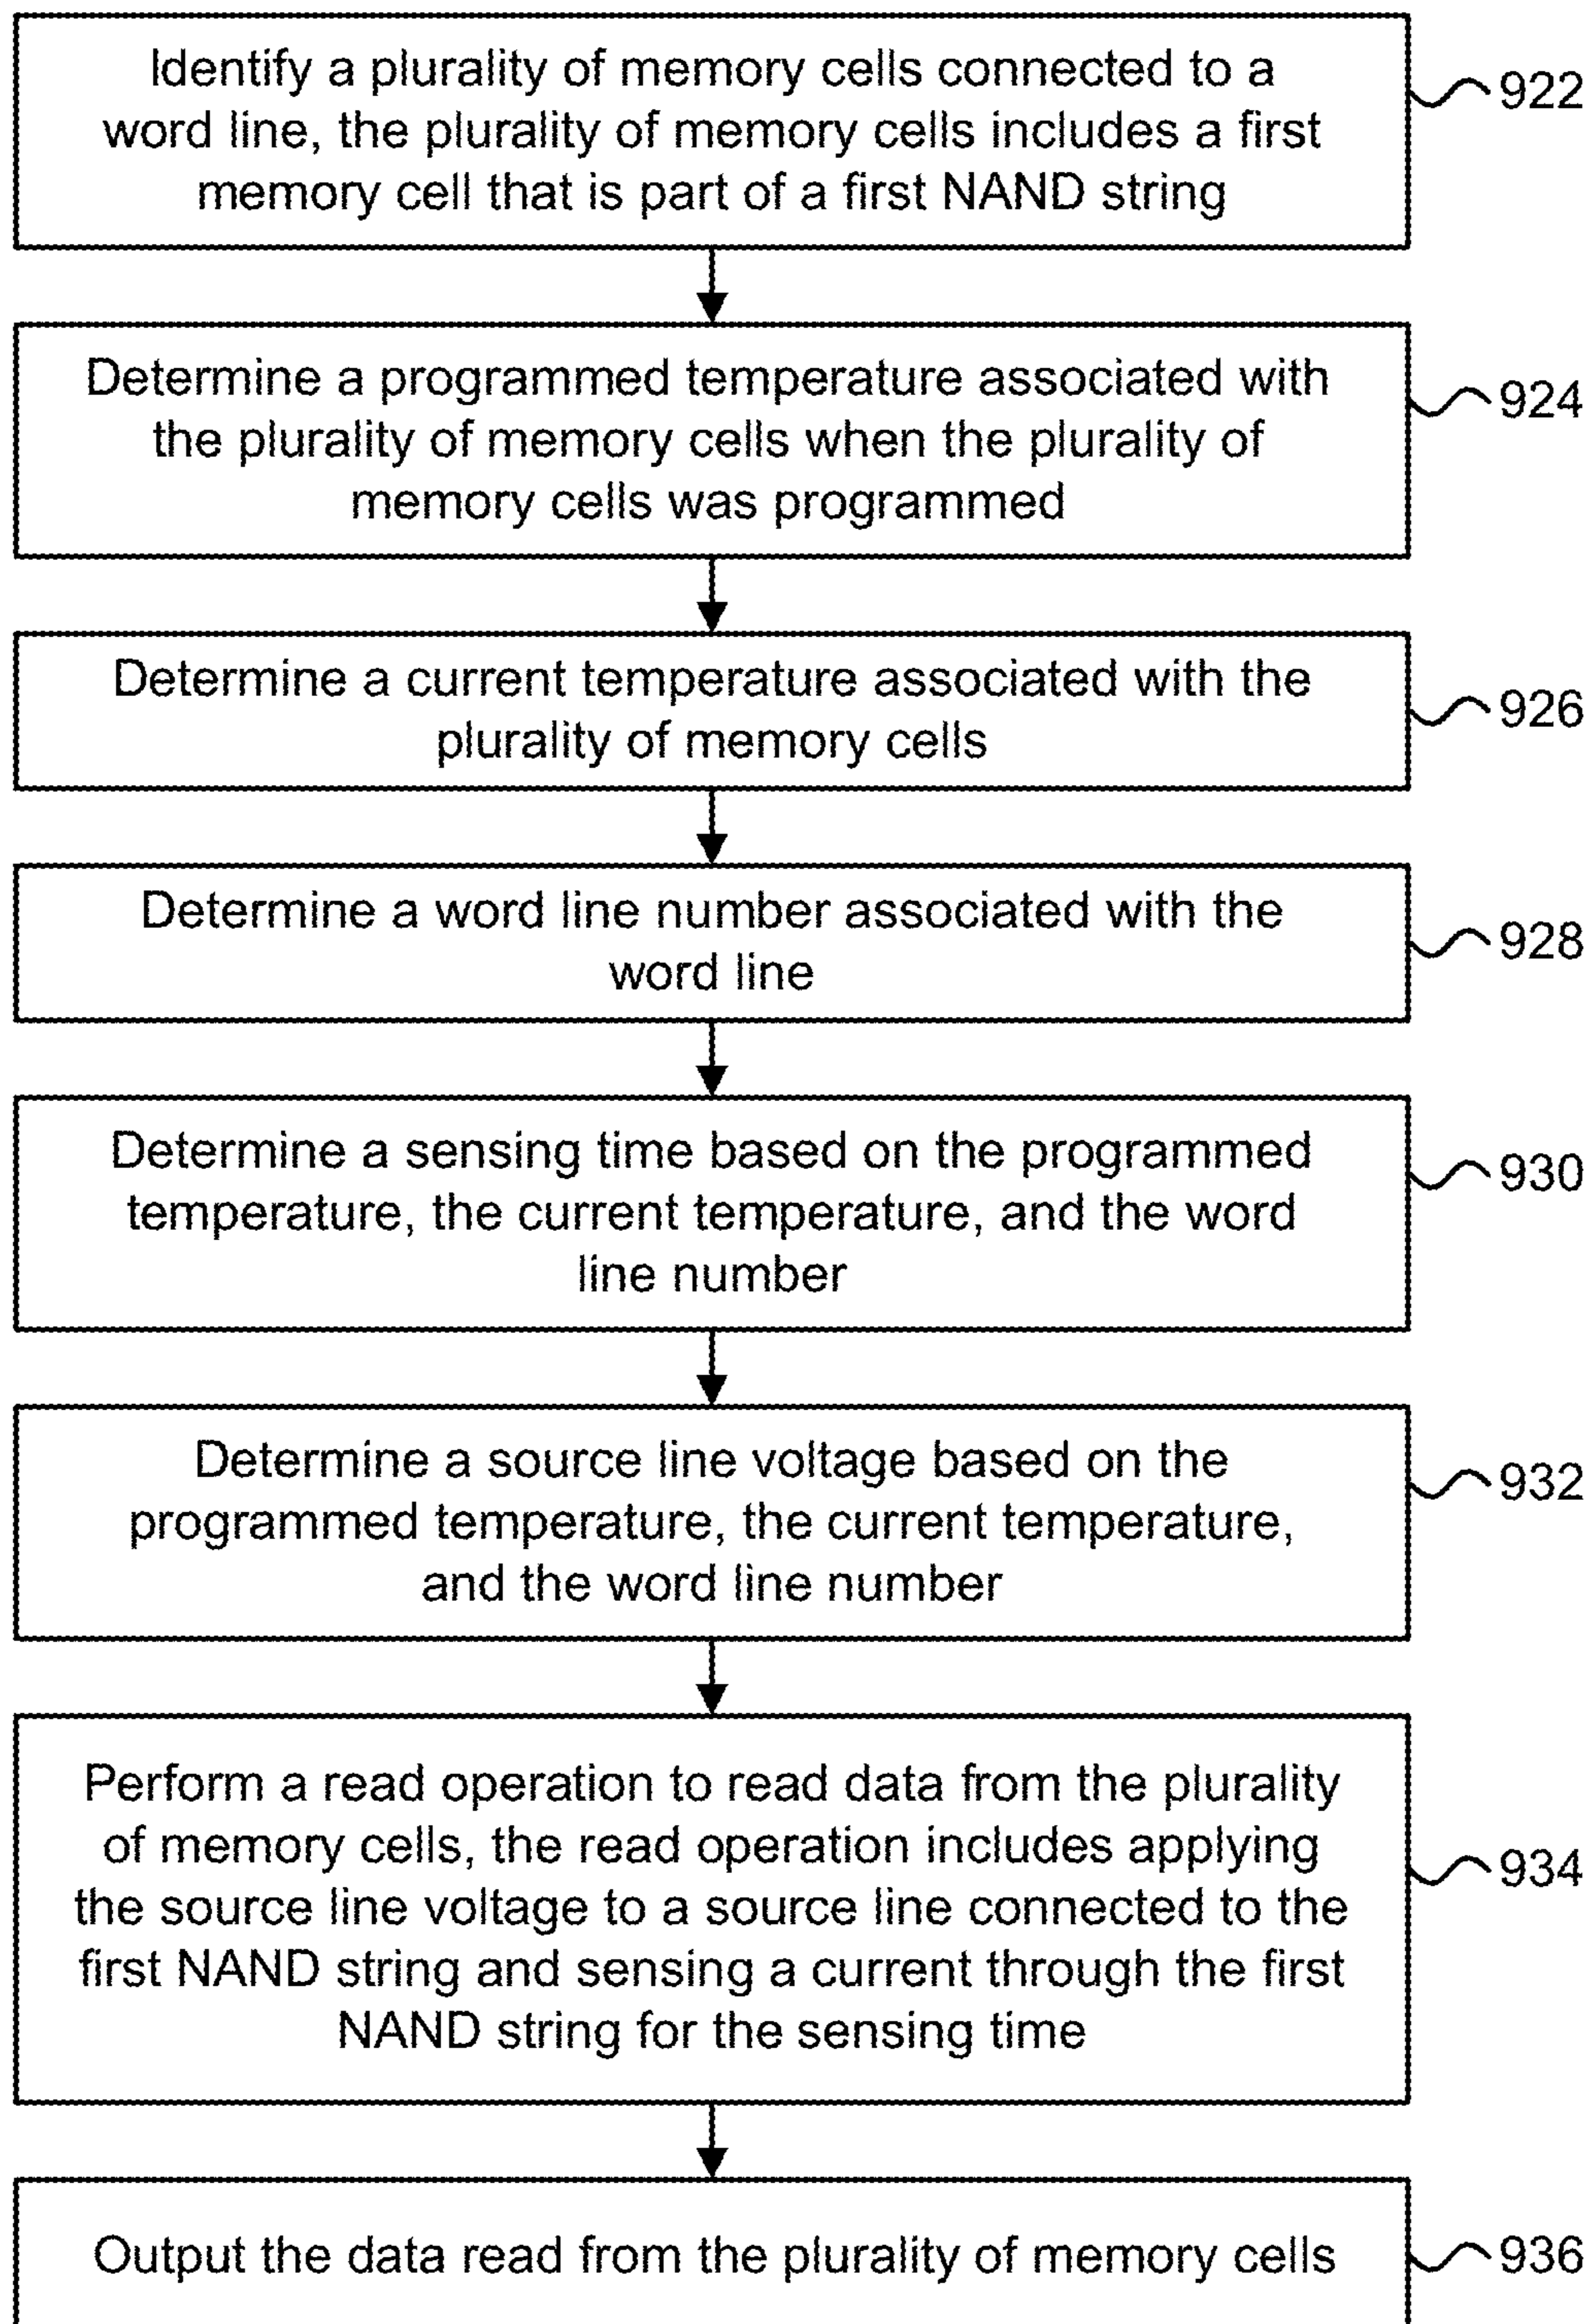 Identify a plurality of memory cells connected to a
word line, the plurality of memory cells includes a first
memory cell that is part of a first NAND string
922
Determine a programmed temperature associated with
the plurality of memory cells when the plurality of
memory cells was programmed
924
Determine a current temperature associated with the
plurality of memory cells
926
Determine a word line number associated with the
word line
928
Determine a sensing time based on the programmed
temperature, the current temperature, and the word
line number
930
Determine a source line voltage based on the
programmed temperature, the current temperature,
and the word line number
932
Perform a read operation to read data from the plurality
of memory cells, the read operation includes applying
the source line voltage to a source line connected to the
first NAND string and sensing a current through the first
NAND string for the sensing time
934
Output the data read from the plurality of memory cells
936